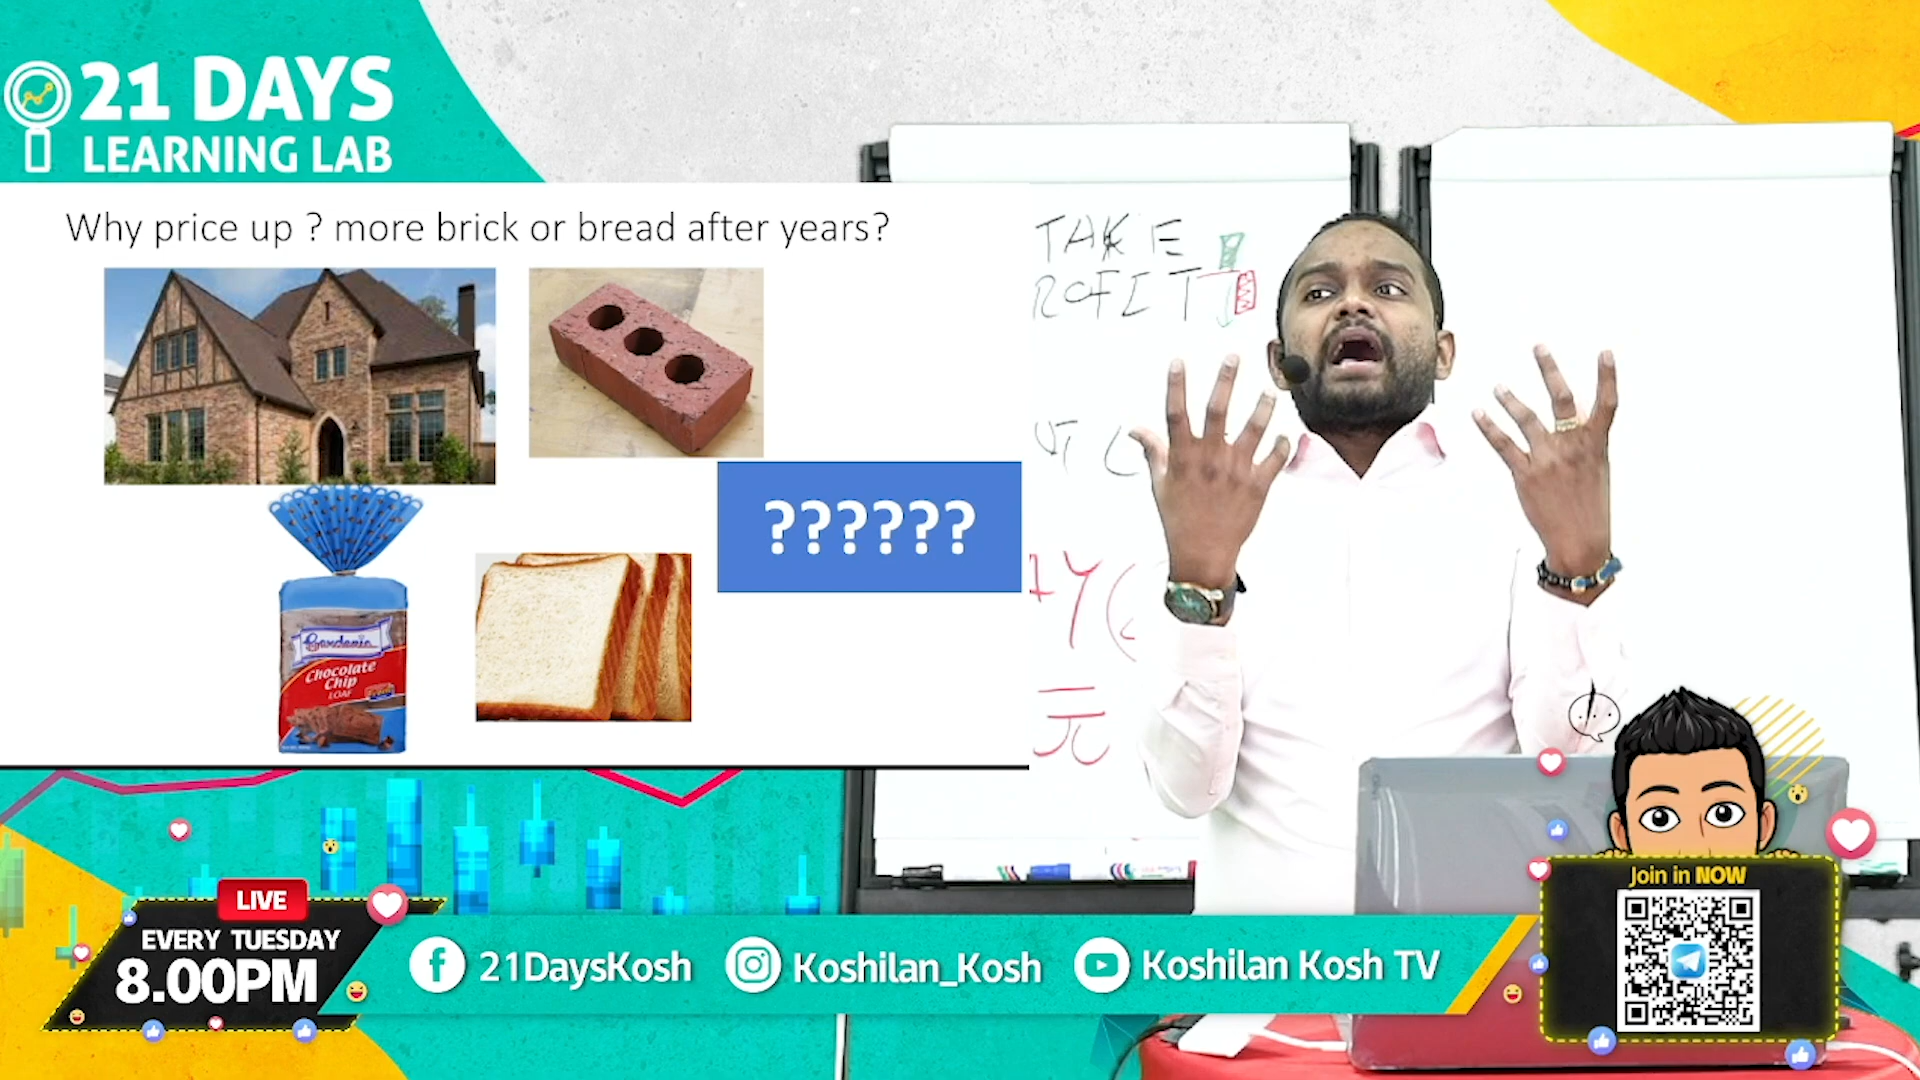 21 DAYS
LEARNING LAB
Why price up ? more brick or bread after years?
??????
Gardenia
Chocolate
Chip
LOAF
TAKE
ROFIT
LIVE
EVERY TUESDAY
8.00PM
21DaysKosh
Koshilan_Kosh
Koshilan Kosh TV
Join in NOW